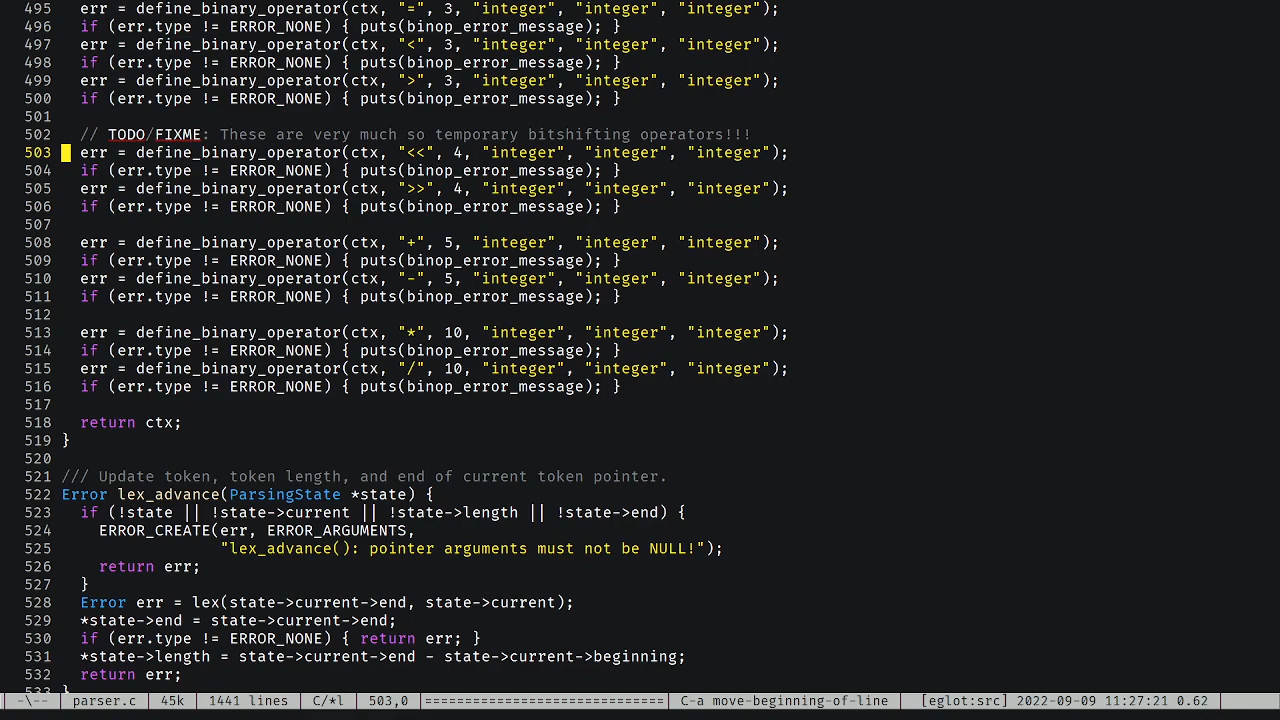 495   err = define_binary_operator(ctx, "=", 3, "integer", "integer", "integer");
496   if (err.type != ERROR_NONE) { puts(binop_error_message); }
497   err = define_binary_operator(ctx, "<", 3, "integer", "integer", "integer");
498   if (err.type != ERROR_NONE) { puts(binop_error_message); }
499   err = define_binary_operator(ctx, ">", 3, "integer", "integer", "integer");
500   if (err.type != ERROR_NONE) { puts(binop_error_message); }
501
502   // TODO/FIXME: These are very much so temporary bitshifting operators!!!
503   err = define_binary_operator(ctx, "<<", 4, "integer", "integer", "integer");
504   if (err.type != ERROR_NONE) { puts(binop_error_message); }
505   err = define_binary_operator(ctx, ">>", 4, "integer", "integer", "integer");
506   if (err.type != ERROR_NONE) { puts(binop_error_message); }
507
508   err = define_binary_operator(ctx, "+", 5, "integer", "integer", "integer");
509   if (err.type != ERROR_NONE) { puts(binop_error_message); }
510   err = define_binary_operator(ctx, "-", 5, "integer", "integer", "integer");
511   if (err.type != ERROR_NONE) { puts(binop_error_message); }
512
513   err = define_binary_operator(ctx, "*", 10, "integer", "integer", "integer");
514   if (err.type != ERROR_NONE) { puts(binop_error_message); }
515   err = define_binary_operator(ctx, "/", 10, "integer", "integer", "integer");
516   if (err.type != ERROR_NONE) { puts(binop_error_message); }
517
518   return ctx;
519 }
520
521 /// Update token, token length, and end of current token pointer.
522 Error lex_advance(ParsingState *state) {
523   if (!state || !state->current || !state->length || !state->end) {
524     ERROR_CREATE(err, ERROR_ARGUMENTS,
525                  "lex_advance(): pointer arguments must not be NULL!");
526     return err;
527   }
528   Error err = lex(state->current->end, state->current);
529   *state->end = state->current->end;
530   if (err.type != ERROR_NONE) { return err; }
531   *state->length = state->current->end - state->current->beginning;
532   return err;
533 }
-\-- parser.c 45k 1441 lines C/*l 503,0 ========================== C-a move-beginning-of-line [eglot:src] 2022-09-09 11:27:21 0.62